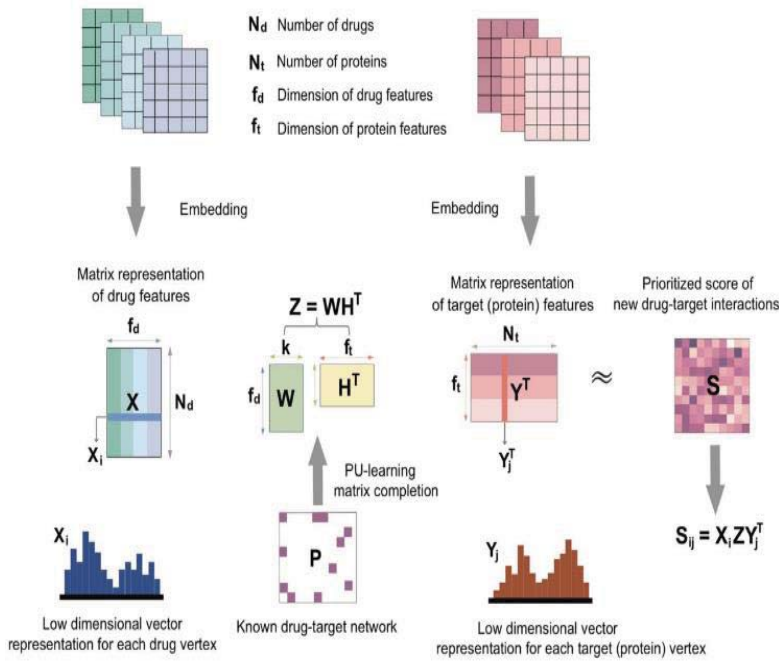 N_d Number of drugs
N_t Number of proteins
f_d Dimension of drug features
f_t Dimension of protein features
Embedding
Embedding
Matrix representation
of drug features
f_d
X
N_d
X_i
Z = WH^T
k
f_t
f_d
W
H^T
PU-learning
matrix completion
P
Known drug-target network
Matrix representation
of target (protein) features
N_t
f_t
Y^T
Y_j^T
≈
Prioritized score of
new drug-target interactions
S
S_ij = X_i Z Y_j^T
X_i
Low dimensional vector
representation for each drug vertex
Y_j
Low dimensional vector
representation for each target (protein) vertex